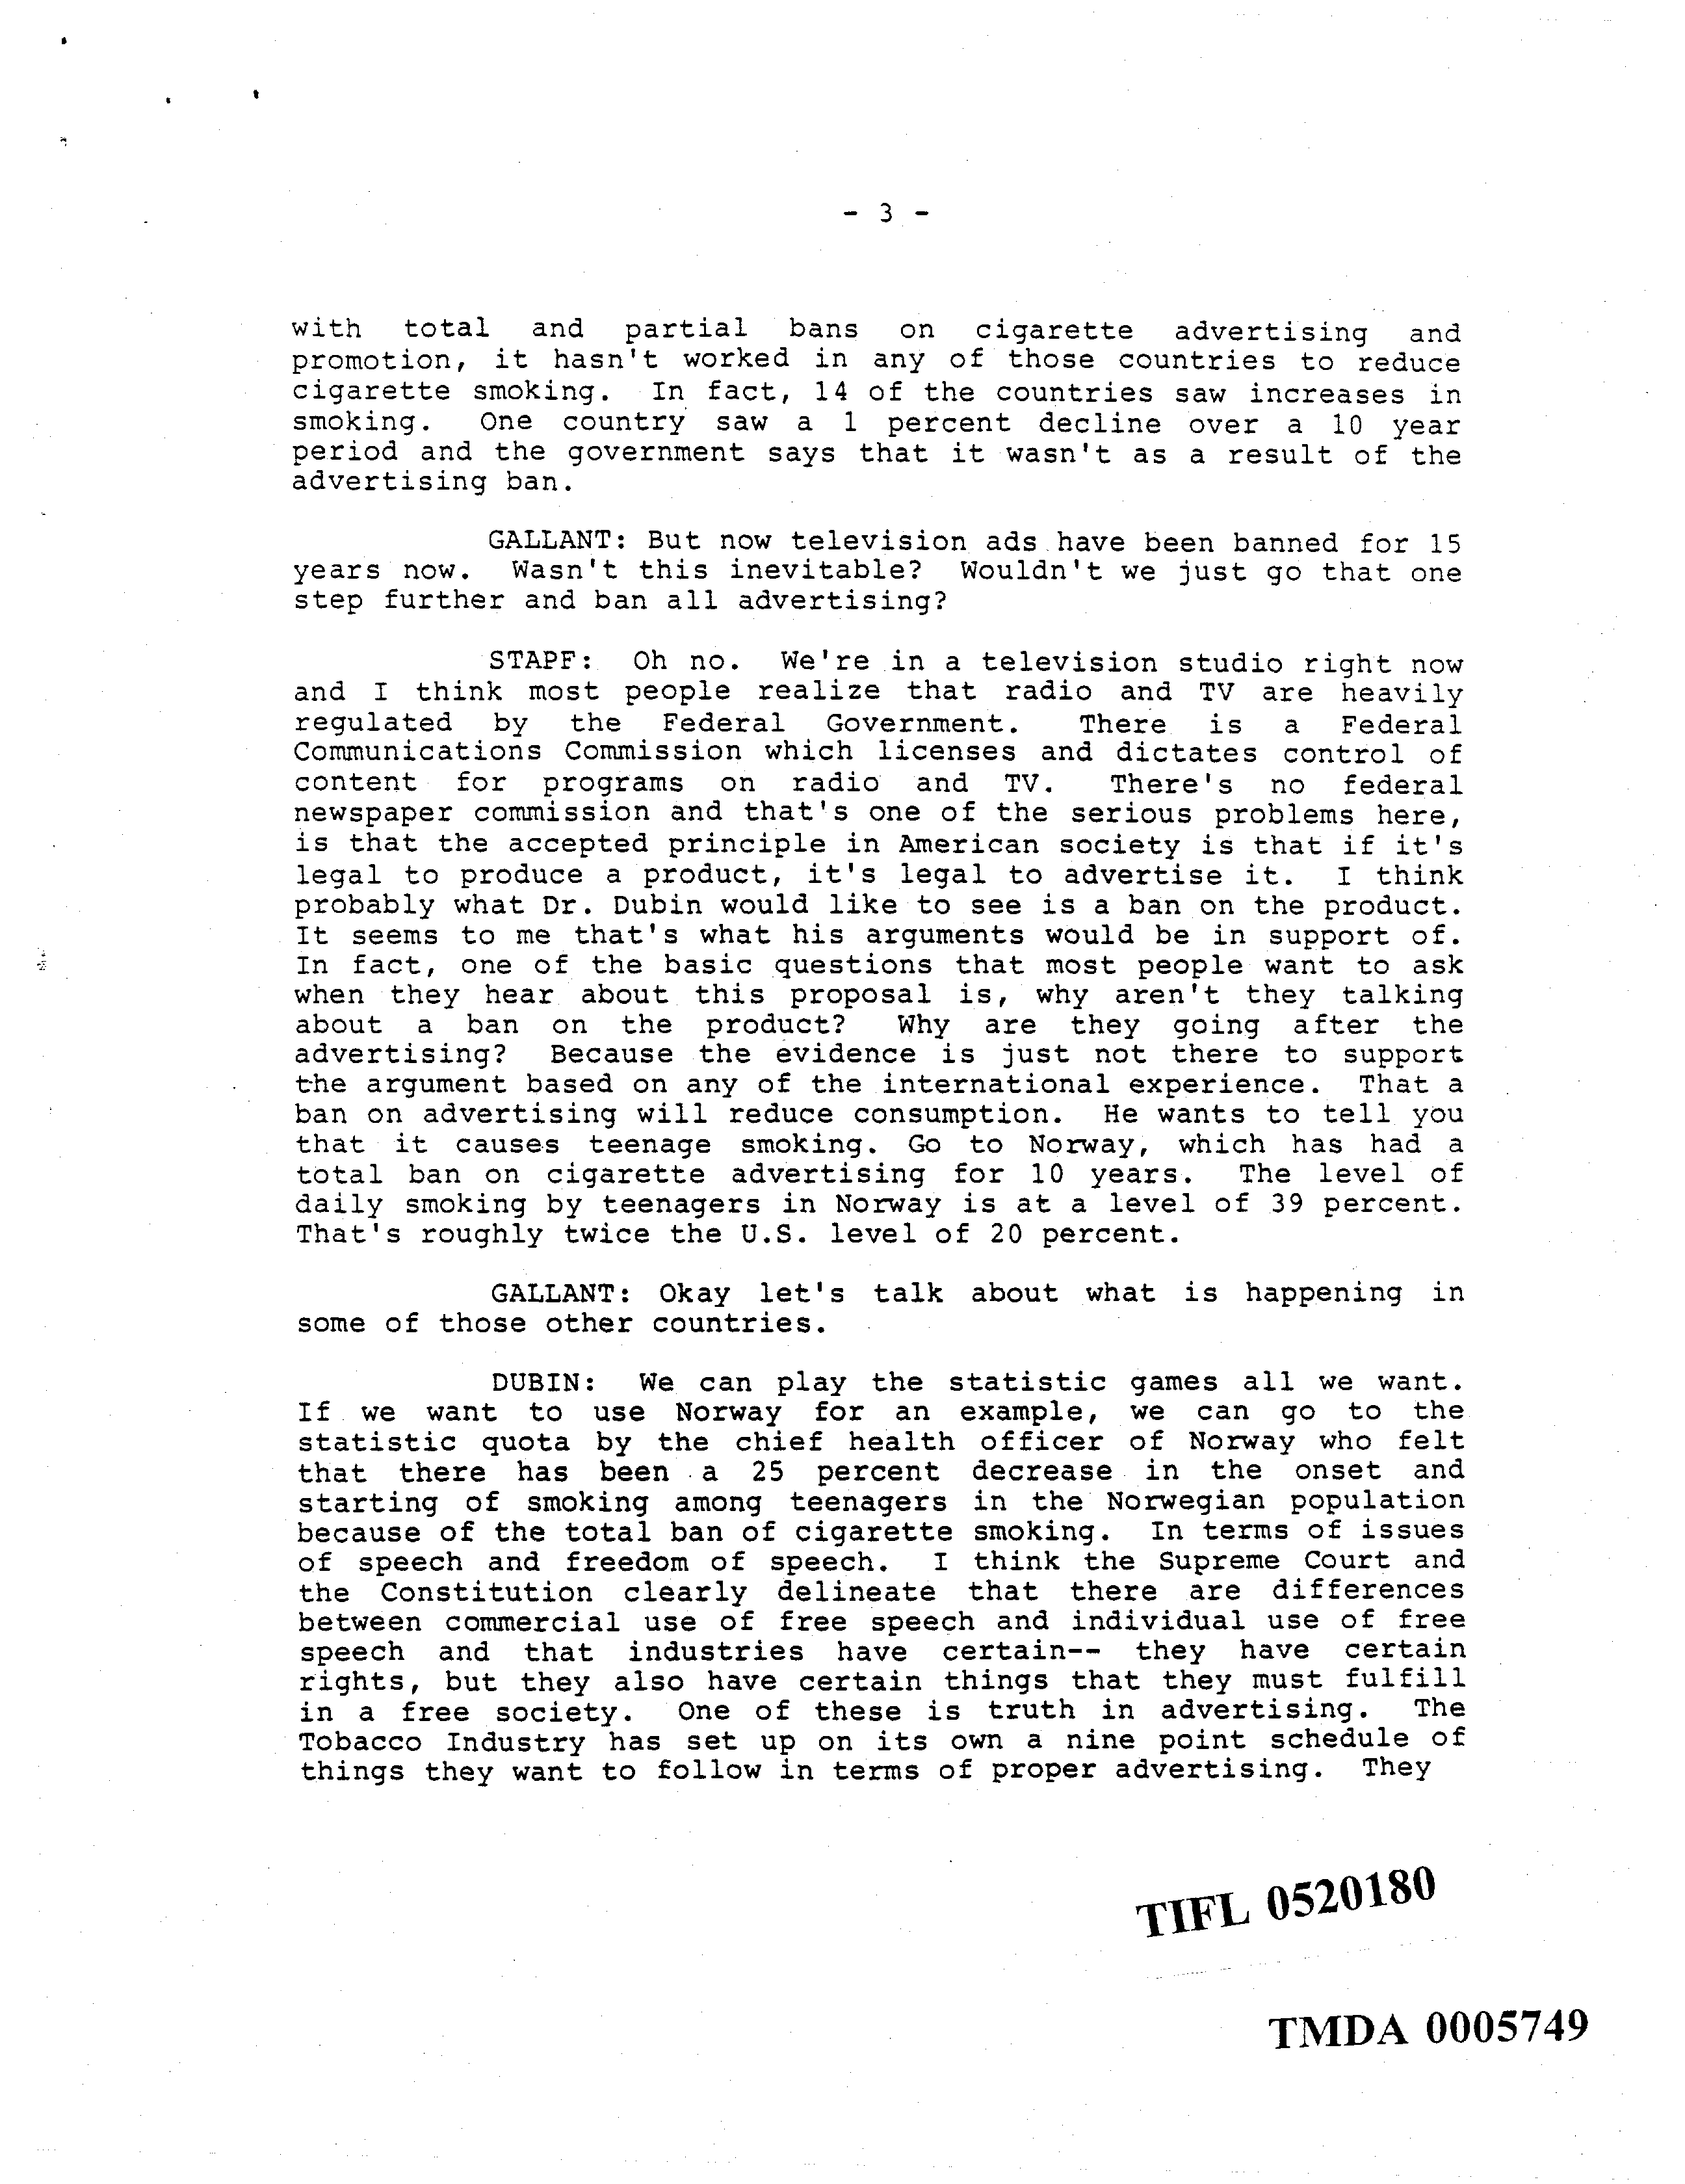 - 3 -
with total and partial bans on cigarette advertising and
promotion, it hasn't worked in any of those countries to reduce
cigarette smoking. In fact, 14 of the countries saw increases in
smoking. One country saw a 1 percent decline over a 10 year
period and the government says that it wasn't as a result of the
advertising ban.
GALLANT: But now television ads have been banned for 15
years now. Wasn't this inevitable? Wouldn't we just go that one
step further and ban all advertising?
STAPF: Oh no. We're in a television studio right now
and I think most people realize that radio and TV are heavily
regulated by the Federal Government. There is a Federal
Communications Commission which licenses and dictates control of
content for programs on radio and TV. There's no federal
newspaper commission and that's one of the serious problems here,
is that the accepted principle in American society is that if it's
legal to produce a product, it's legal to advertise it. I think
probably what Dr. Dubin would like to see is a ban on the product.
It seems to me that's what his arguments would be in support of.
In fact, one of the basic questions that most people want to ask
when they hear about this proposal is, why aren't they talking
about a ban on the product? Why are they going after the
advertising? Because the evidence is just not there to support
the argument based on any of the international experience. That a
ban on advertising will reduce consumption. He wants to tell you
that it causes teenage smoking. Go to Norway, which has had a
total ban on cigarette advertising for 10 years. The level of
daily smoking by teenagers in Norway is at a level of 39 percent.
That's roughly twice the U.S. level of 20 percent.
GALLANT: Okay let's talk about what is happening in
some of those other countries.
DUBIN: We can play the statistic games all we want.
If we want to use Norway for an example, we can go to the
statistic quota by the chief health officer of Norway who felt
that there has been a 25 percent decrease in the onset and
starting of smoking among teenagers in the Norwegian population
because of the total ban of cigarette smoking. In terms of issues
of speech and freedom of speech. I think the Supreme Court and
the Constitution clearly delineate that there are differences
between commercial use of free speech and individual use of free
speech and that industries have certain-- they have certain
rights, but they also have certain things that they must fulfill
in a free society. One of these is truth in advertising. The
Tobacco Industry has set up on its own a nine point schedule of
things they want to follow in terms of proper advertising. They
TIFL 0520180
TMDA 0005749